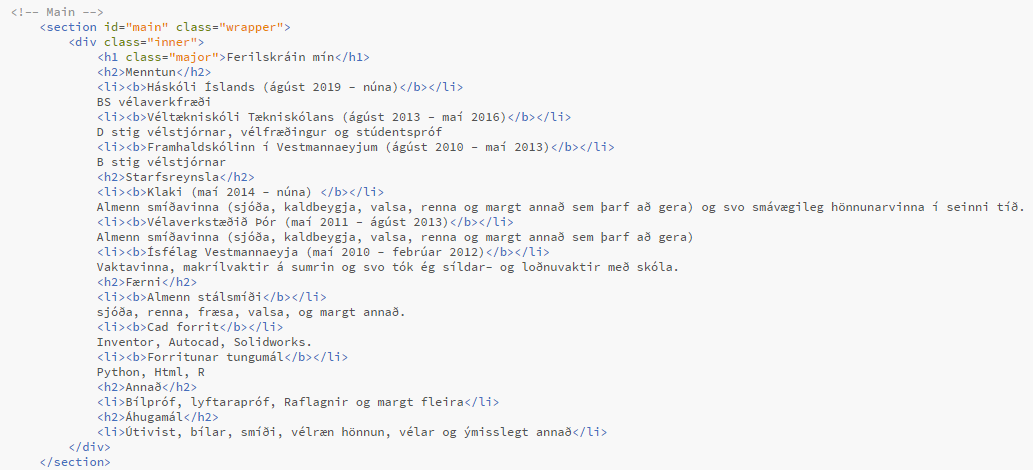 <!-- Main -->
<section id="main" class="wrapper">
<div class="inner">
<h1 class="major">Ferilskráin mín</h1>
<h2>Menntun</h2>
<li><b>Háskóli Íslands (ágúst 2019 – núna)</b></li>
BS vélaverkfræði
<li><b>Véltækniskóli Tækniskólans (ágúst 2013 – maí 2016)</b></li>
D stig vélstjórnar, vélfræðingur og stúdentspróf
<li><b>Framhaldskólinn í Vestmannaeyjum (ágúst 2010 – maí 2013)</b></li>
B stig vélstjórnar
<h2>Starfsreynsla</h2>
<li><b>Klaki (maí 2014 – núna) </b></li>
Almenn smíðavinna (sjóða, kaldbeygja, valsa, renna og margt annað sem þarf að gera) og svo smávægileg hönnunarvinna í seinni tíð.
<li><b>Vélaverkstæðið Þór (maí 2011 – ágúst 2013)</b></li>
Almenn smíðavinna (sjóða, kaldbeygja, valsa, renna og margt annað sem þarf að gera)
<li><b>Ísfélag Vestmannaeyja (maí 2010 – febrúar 2012)</b></li>
Vaktavinna, makrílvaktir á sumrin og svo tók ég síldar- og loðnuvaktir með skóla.
<h2>Færni</h2>
<li><b>Almenn stálsmíði</b></li>
sjóða, renna, fræsa, valsa, og margt annað.
<li><b>Cad forrit</b></li>
Inventor, Autocad, Solidworks.
<li><b>Forritunar tungumál</b></li>
Python, Html, R
<h2>Annað</h2>
<li>Bílpróf, lyftarapróf, Raflagnir og margt fleira</li>
<h2>Áhugamál</h2>
<li>Útivist, bílar, smíði, vélræn hönnun, vélar og ýmisslegt annað</li>
</div>
</section>